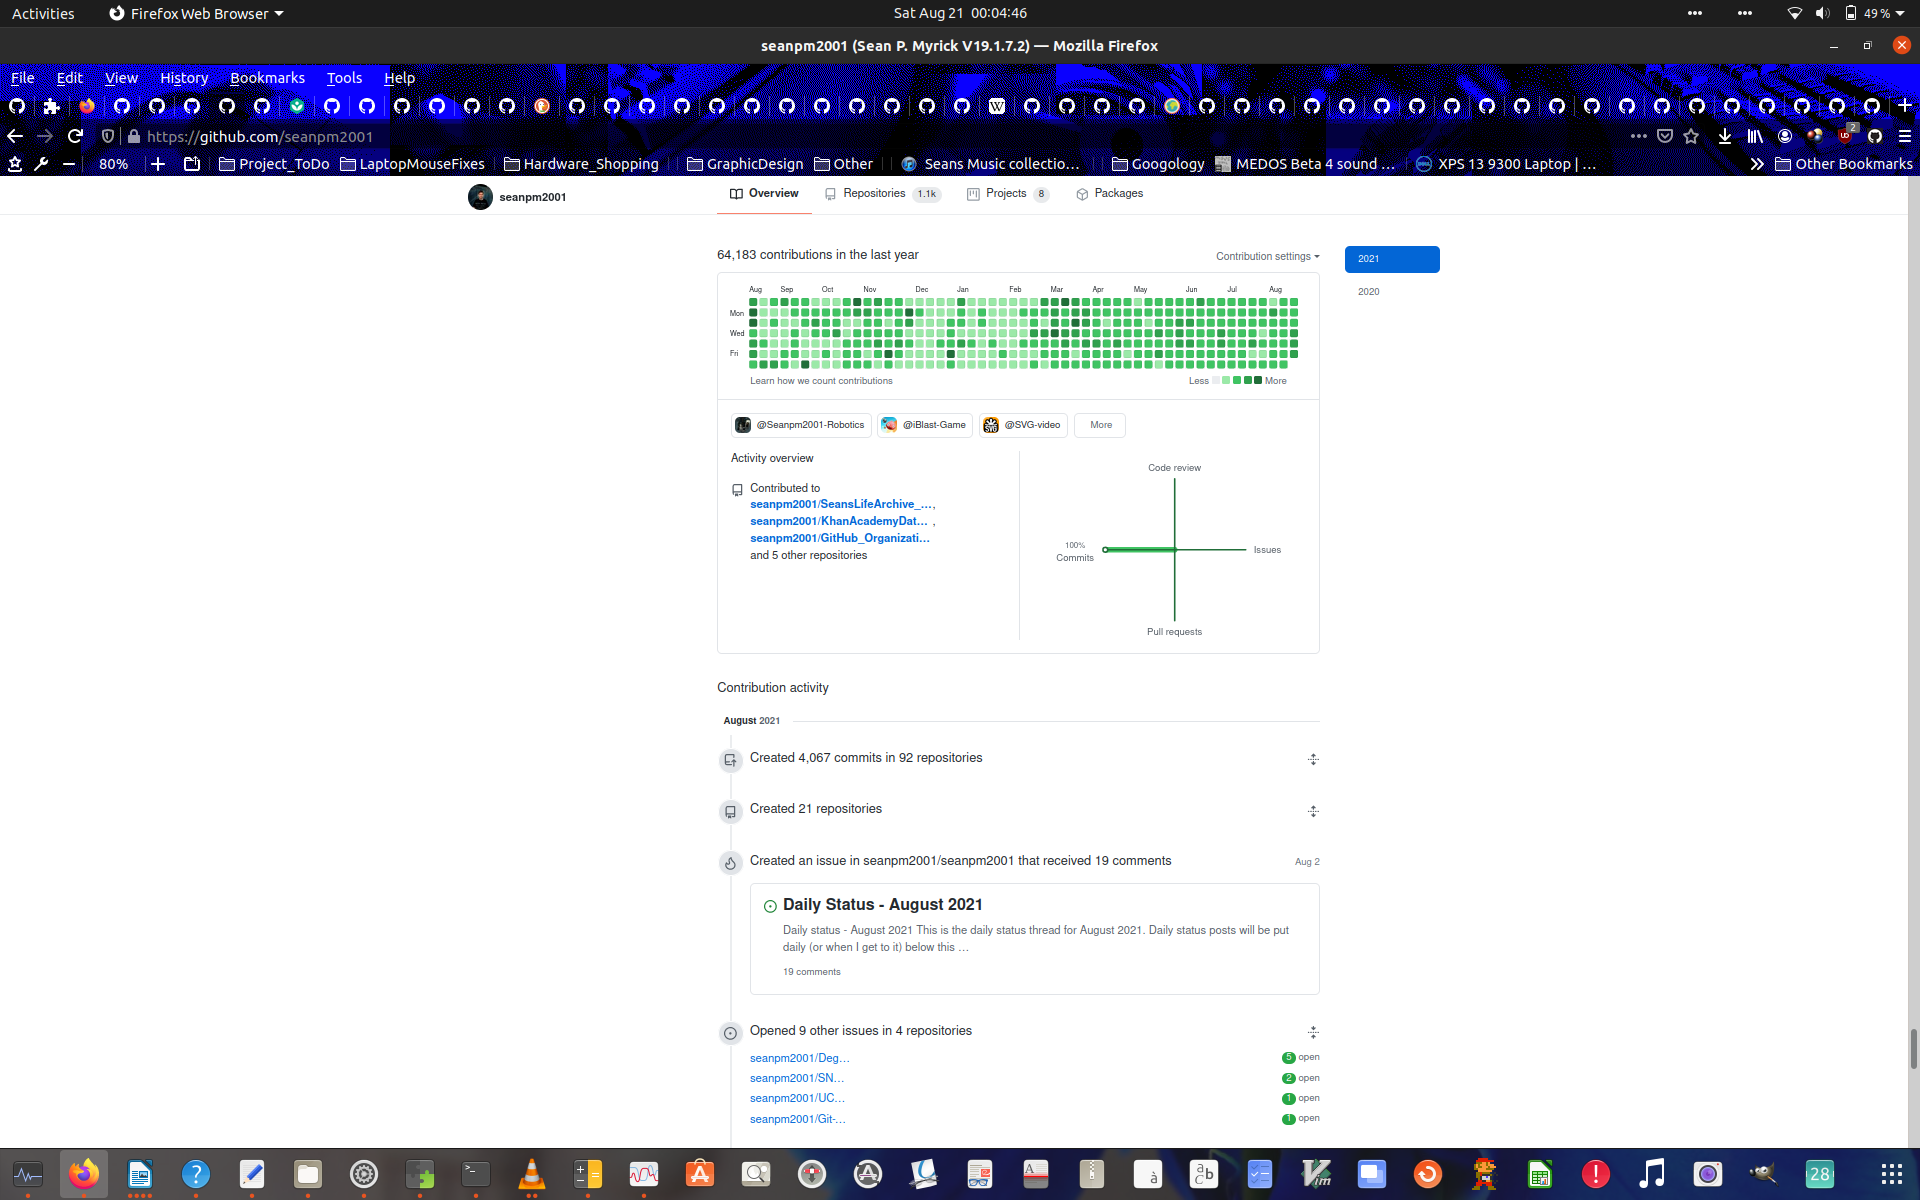 Activities
Firefox Web Browser
Sat Aug 21 00:04:46
49 %
seanpm2001 (Sean P. Myrick V19.1.7.2) — Mozilla Firefox
File Edit View History Bookmarks Tools Help
https://github.com/seanpm2001
2
80%
Project_ToDo
LaptopMouseFixes
Hardware_Shopping
GraphicDesign
Other
Seans Music collectio…
Googology
MEDOS Beta 4 sound …
XPS 13 9300 Laptop | …
Other Bookmarks
seanpm2001
Overview
Repositories 1.1k
Projects 8
Packages
64,183 contributions in the last year
Contribution settings
2021
2020
Aug Sep Oct Nov Dec Jan Feb Mar Apr May Jun Jul Aug
Mon
Wed
Fri
Learn how we count contributions
Less More
@Seanpm2001-Robotics
@iBlast-Game
@SVG-video
More
Activity overview
Contributed to
seanpm2001/SeansLifeArchive_…,
seanpm2001/KhanAcademyDat… ,
seanpm2001/GitHub_Organizati…
and 5 other repositories
Code review
100%
Commits
Issues
Pull requests
Contribution activity
August 2021
Created 4,067 commits in 92 repositories
Created 21 repositories
Created an issue in seanpm2001/seanpm2001 that received 19 comments
Aug 2
Daily Status - August 2021
Daily status - August 2021 This is the daily status thread for August 2021. Daily status posts will be put
daily (or when I get to it) below this …
19 comments
Opened 9 other issues in 4 repositories
seanpm2001/Deg… 5 open
seanpm2001/SN… 2 open
seanpm2001/UC… 1 open
seanpm2001/Git-… 1 open
28